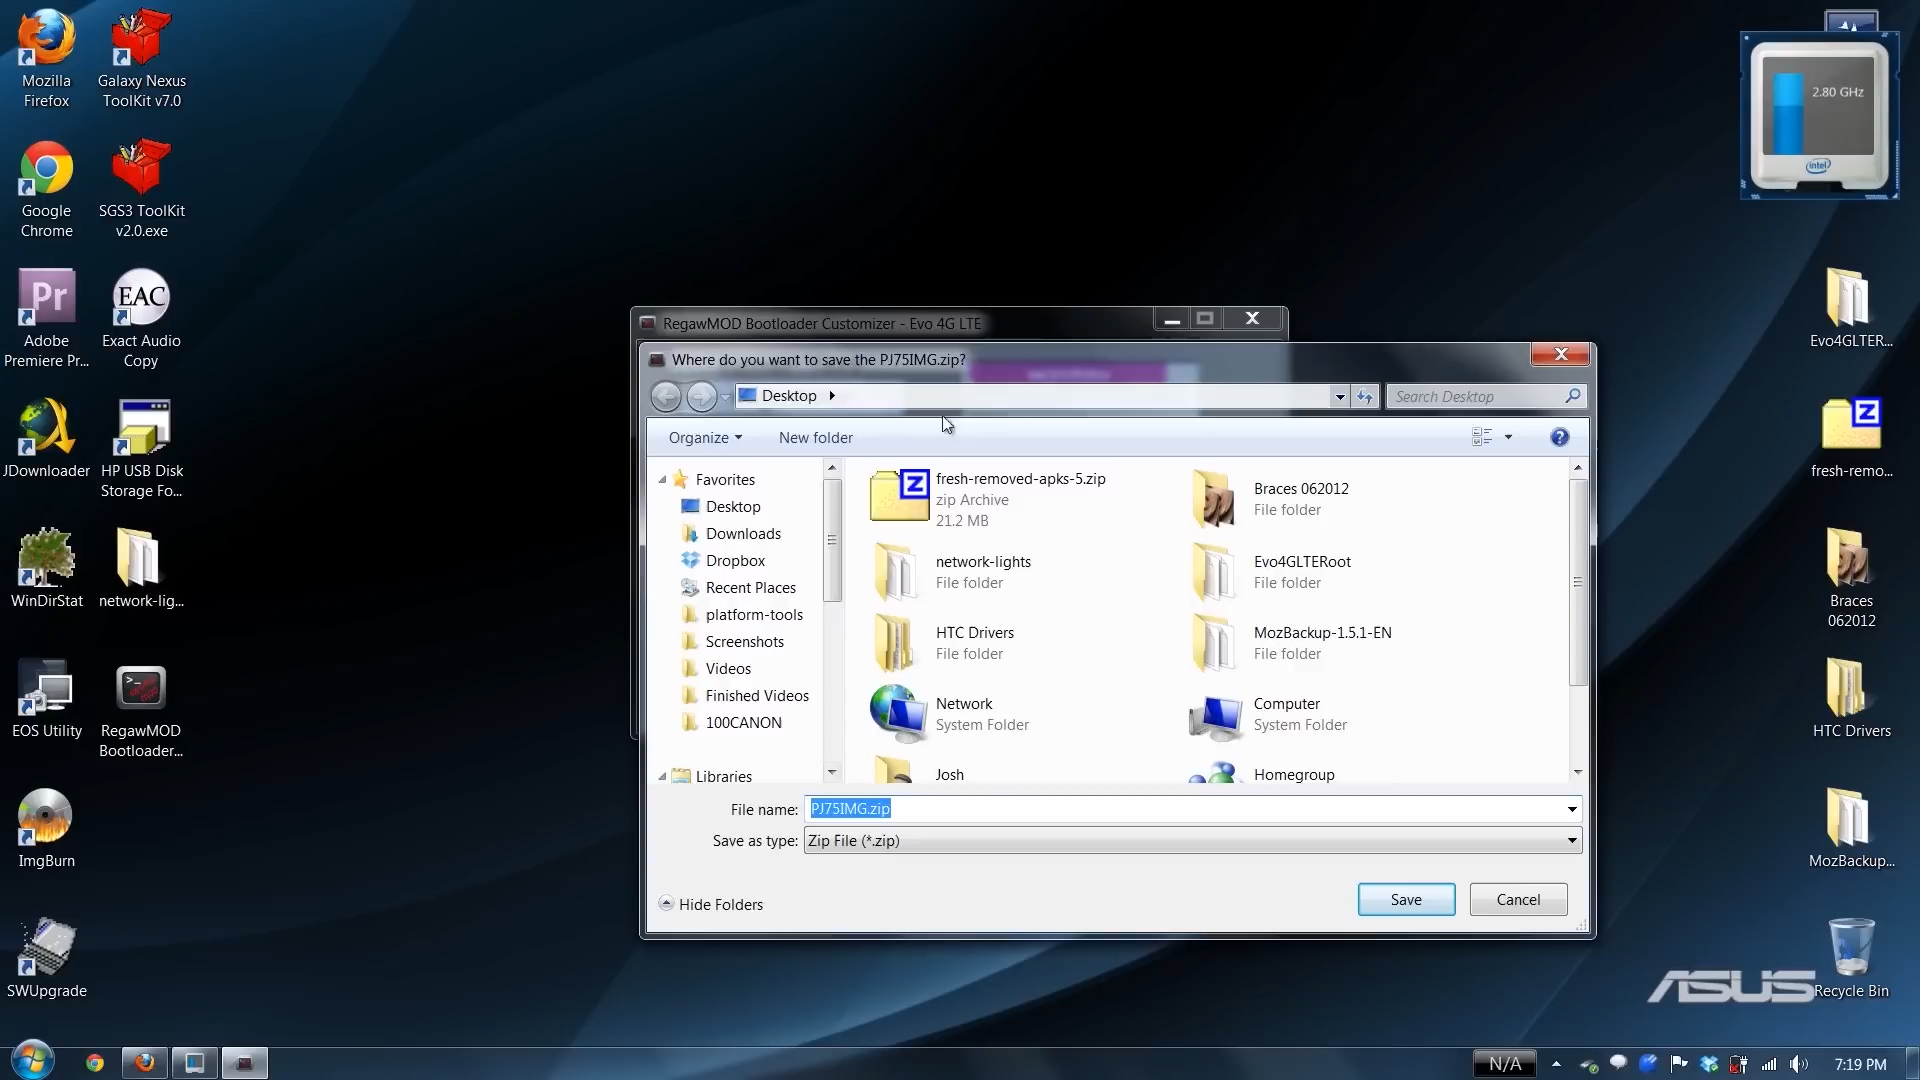 Mozilla
Firefox
Galaxy Nexus
ToolKit v7.0
Google
Chrome
SGS3 ToolKit
v2.0.exe
Pr
Adobe
Premiere Pr...
EAC
Exact Audio
Copy
JDownloader
HP USB Disk
Storage Fo...
WinDirStat
network-lig...
EOS Utility
RegawMOD
Bootloader...
ImgBurn
SWUpgrade
2.80 GHz
intel
Evo4GLTER...
Z
fresh-remo...
Braces
062012
HTC Drivers
MozBackup...
ASUS
Recycle Bin
RegawMOD Bootloader Customizer - Evo 4G LTE
Where do you want to save the PJ75IMG.zip?
Desktop
Search Desktop
Organize
New folder
Favorites
Desktop
Downloads
Dropbox
Recent Places
platform-tools
Screenshots
Videos
Finished Videos
100CANON
Libraries
Z
fresh-removed-apks-5.zip
zip Archive
21.2 MB
Braces 062012
File folder
network-lights
File folder
Evo4GLTERoot
File folder
HTC Drivers
File folder
MozBackup-1.5.1-EN
File folder
Network
System Folder
Computer
System Folder
Josh
Homegroup
File name: PJ75IMG.zip
Save as type: Zip File (*.zip)
Hide Folders
Save
Cancel
N/A
7:19 PM